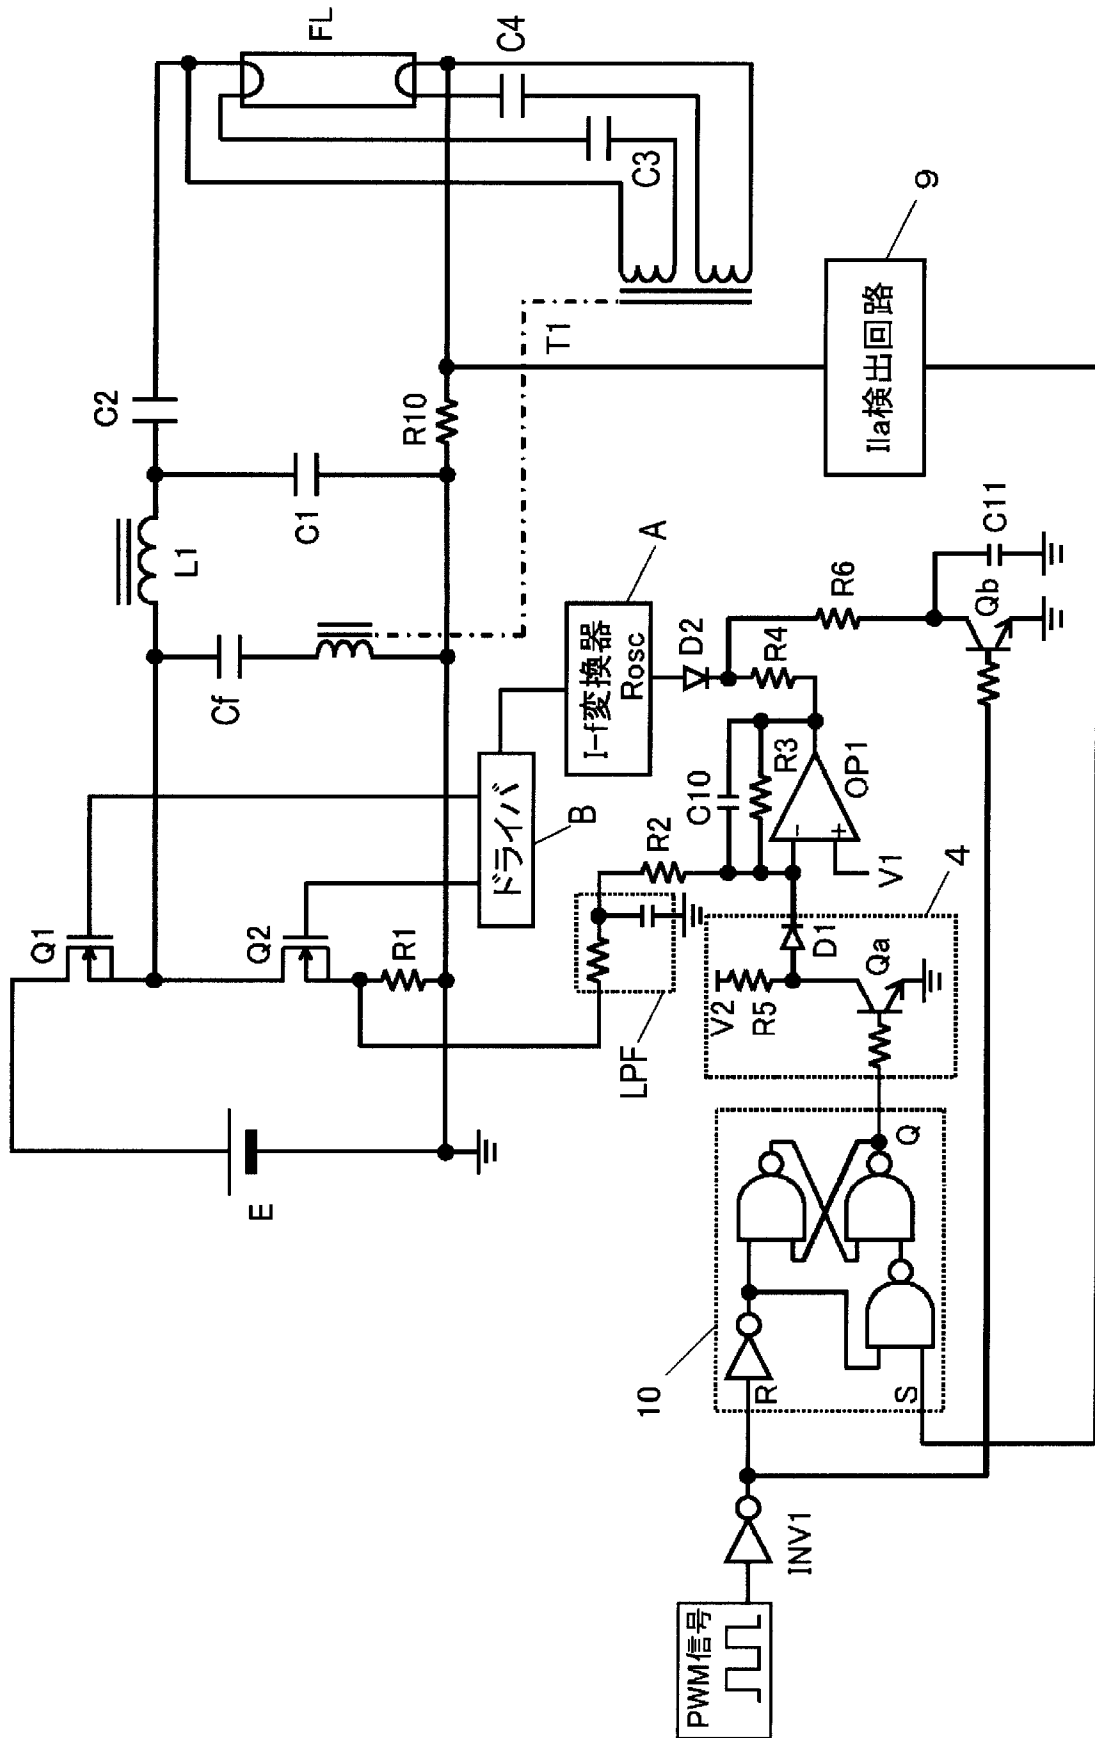 E
Q1
Q2
R1
Cf
L1
C1
C2
R10
T1
FL
C4
C3
ドライバ
B
I-f変換器
Rosc
A
LPF
R2
C10
R3
OP1
V1
D2
R4
R6
V2
R5
D1
Qa
4
Qb
C11
Ila検出回路
9
10
R
S
Q
INV1
PWM信号